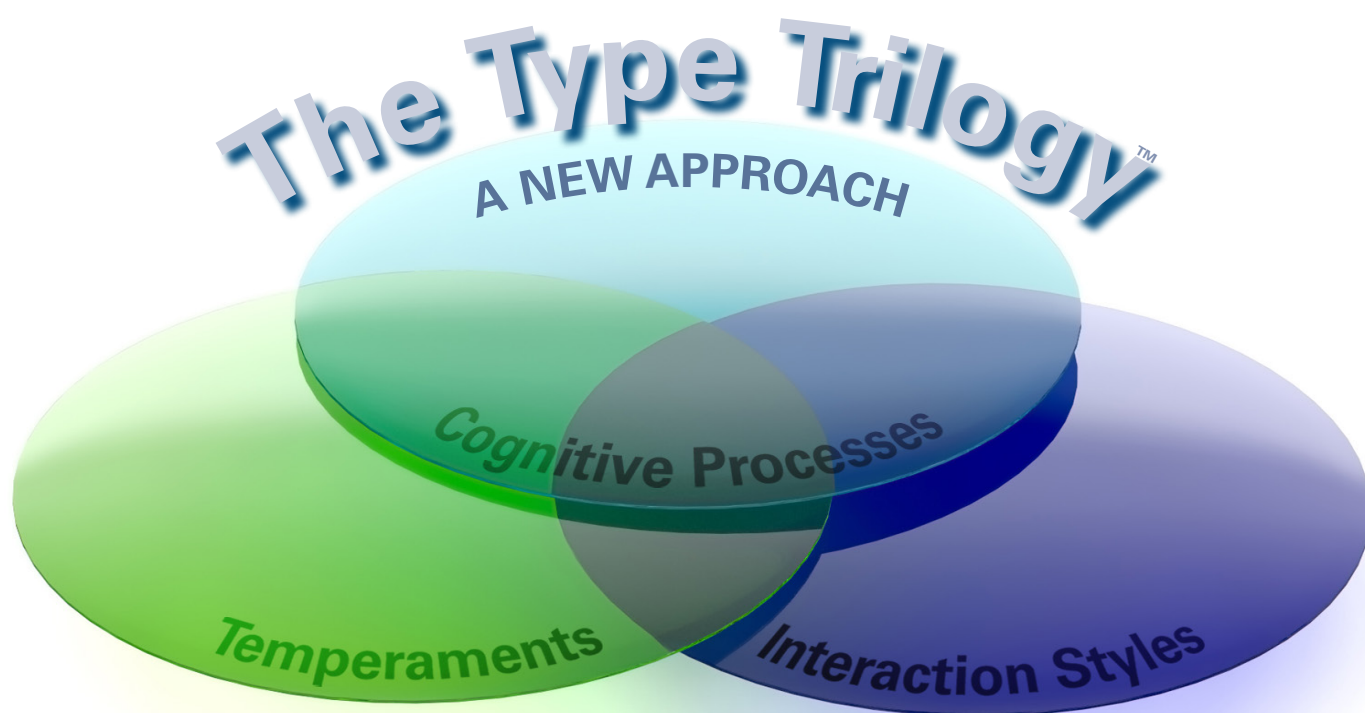 The Type Trilogy™
A NEW APPROACH
Cognitive Processes
Temperaments
Interaction Styles